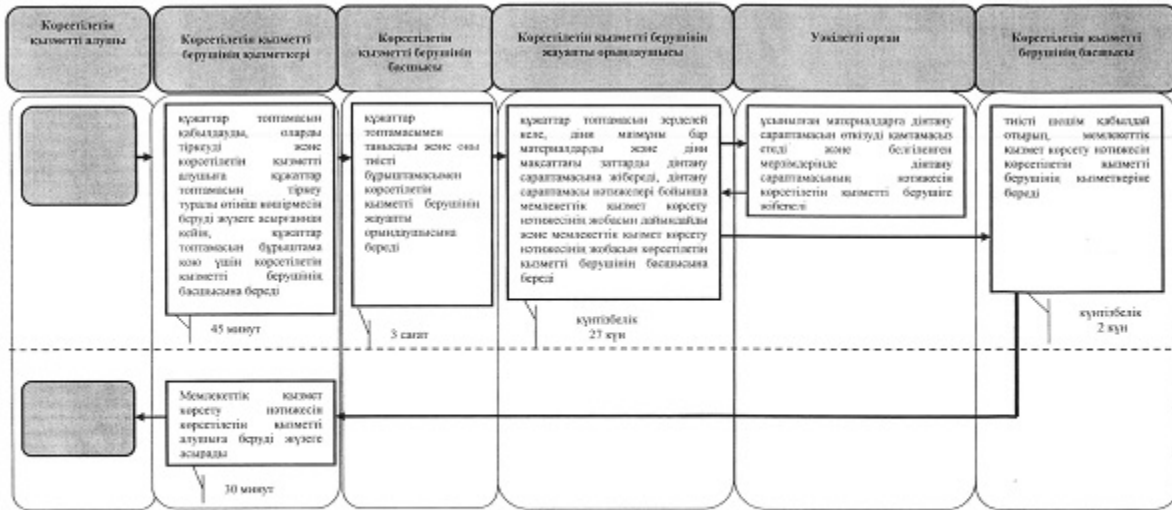 Көрсетілетін
қызметті алушы
Көрсетілетін қызметті
берушінің қызметкері
Көрсетілетін
қызметті берушінің
басшысы
Көрсетілетін қызметті берушінің
жауапты орындаушысы
Уәкілетті орган
Көрсетілетін қызметті
берушінің басшысы
құжаттар топтамасын
қабылдауды, оларды
тіркеуді және
көрсетілетін қызметті
алушыға құжаттар
топтамасын тіркеу
туралы өтініш көшірмесін
беруді жүзеге асырғаннан
кейін, құжаттар
топтамасын бұрыштама
қою үшін көрсетілетін
қызметті берушінің
басшысына береді
45 минут
құжаттар
топтамасымен
танысады және оны
тиісті
бұрыштамасымен
көрсетілетін
қызметті берушінің
жауапты
орындаушысына
береді
3 сағат
құжаттар топтамасын зерделей
келе, діни мазмұны бар
материалдарды және діни
мақсаттағы заттарды дінтану
сараптамасына жібереді, дінтану
сараптамасы нәтижелері бойынша
мемлекеттік қызмет көрсету
нәтижесінің жобасын дайындайды
және мемлекеттік қызмет көрсету
нәтижесінің жобасын көрсетілетін
қызметті берушінің басшысына
береді
күнтізбелік
27 күн
ұсынылған материалдарға дінтану
сараптамасын өткізуді қамтамасыз
етеді және белгіленген
мерзімлерінде дінтану
сараптамасының нәтижесін
көрсетілетін қызметті берушіге
жібереді
тиісті шешім қабылдай
отырып, мемлекеттік
қызмет көрсету нәтижесін
көрсетілетін қызметті
берушінің қызметкеріне
береді
күнтізбелік
2 күн
Мемлекеттік қызмет
көрсету нәтижесін
көрсетілетін қызметті
алушыға беруді жүзеге
асырады
30 минут